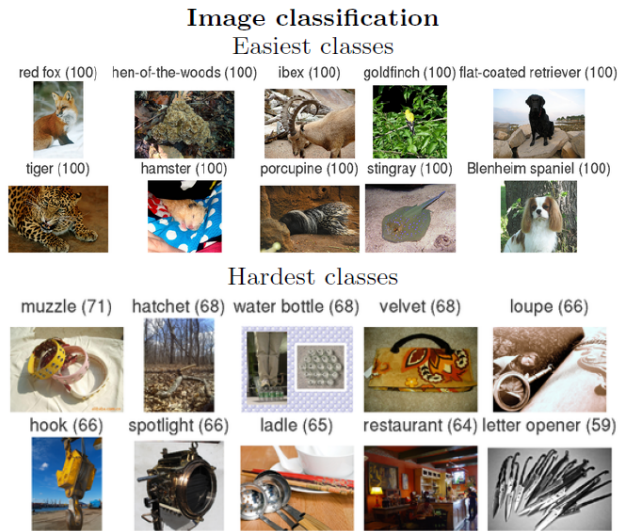 Image classification
Easiest classes
red fox (100) hen-of-the-woods (100) ibex (100) goldfinch (100) flat-coated retriever (100)
tiger (100) hamster (100) porcupine (100) stingray (100) Blenheim spaniel (100)
Hardest classes
muzzle (71) hatchet (68) water bottle (68) velvet (68) loupe (66)
hook (66) spotlight (66) ladle (65) restaurant (64) letter opener (59)